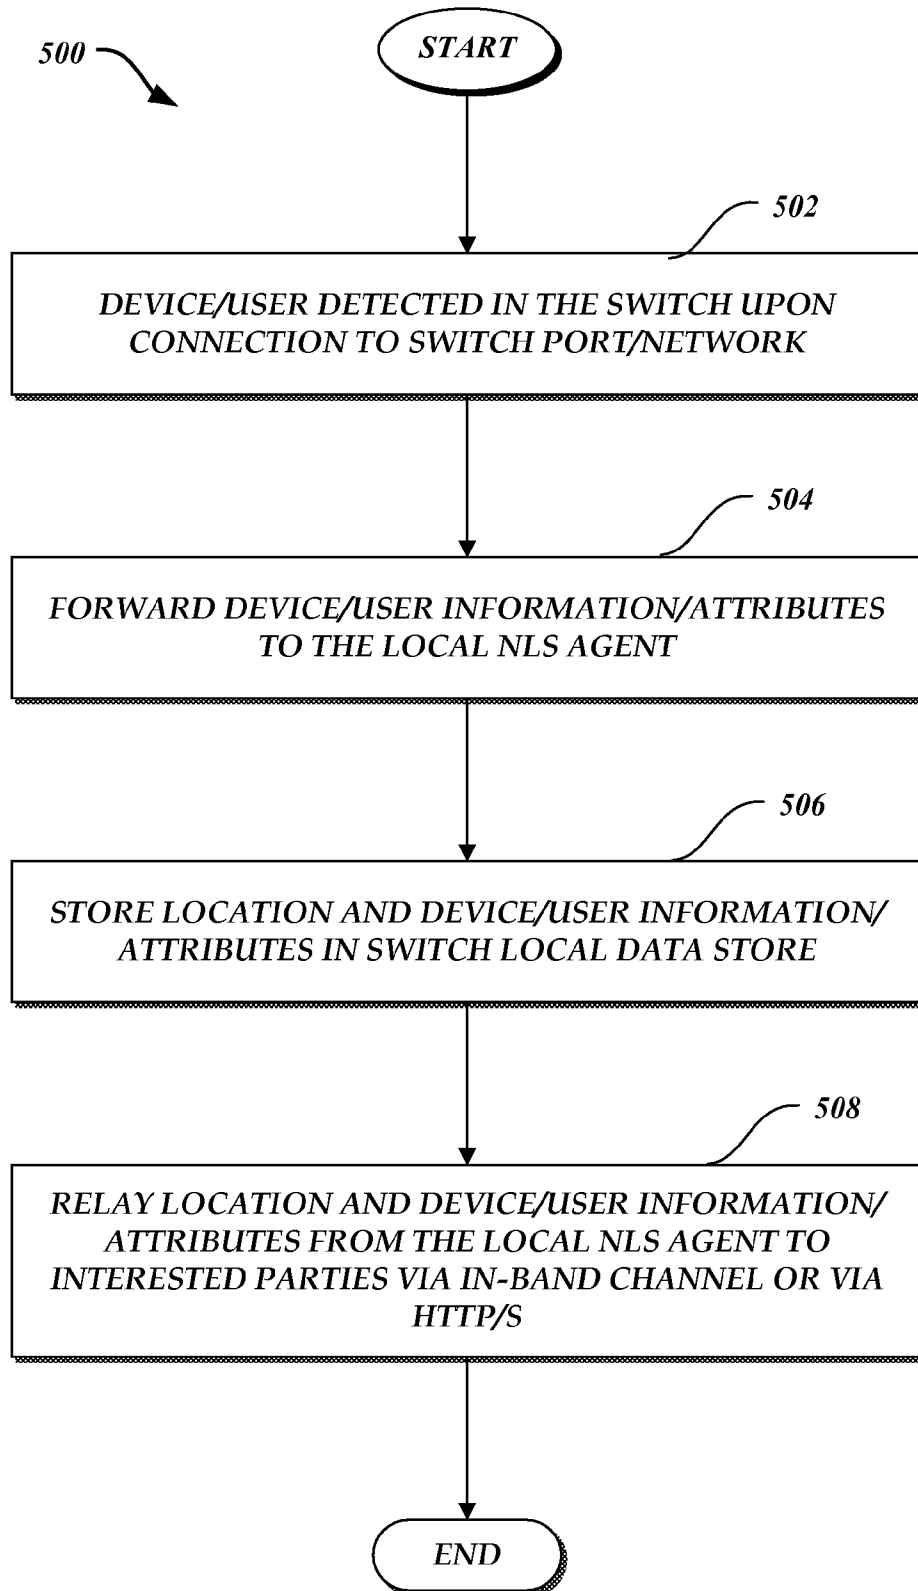 500
START
502
DEVICE/USER DETECTED IN THE SWITCH UPON
CONNECTION TO SWITCH PORT/NETWORK
504
FORWARD DEVICE/USER INFORMATION/ATTRIBUTES
TO THE LOCAL NLS AGENT
506
STORE LOCATION AND DEVICE/USER INFORMATION/
ATTRIBUTES IN SWITCH LOCAL DATA STORE
508
RELAY LOCATION AND DEVICE/USER INFORMATION/
ATTRIBUTES FROM THE LOCAL NLS AGENT TO
INTERESTED PARTIES VIA IN-BAND CHANNEL OR VIA
HTTP/S
END